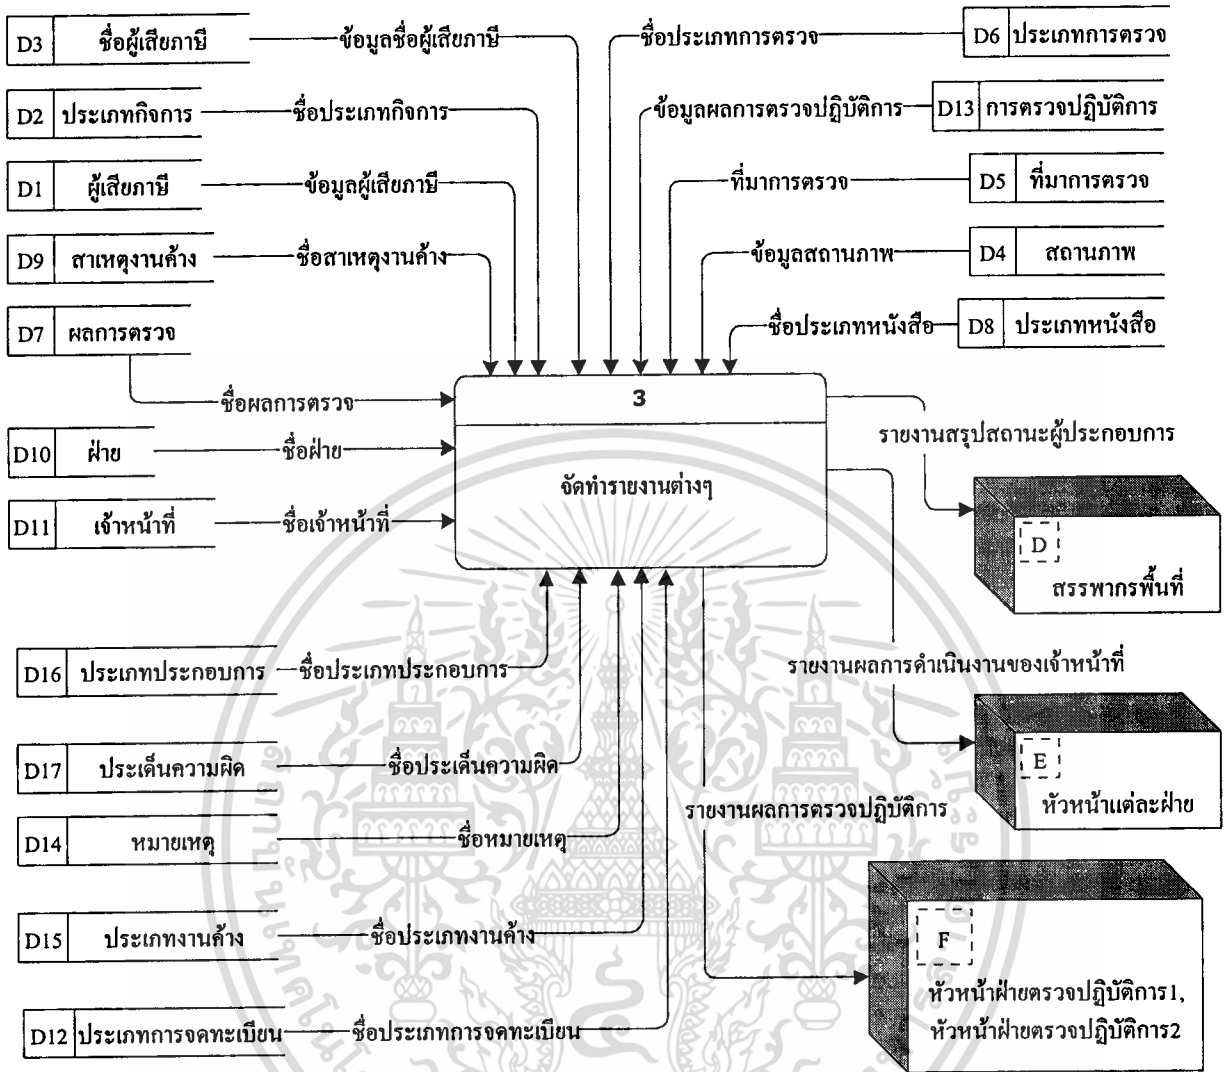 D3 ชื่อผู้เสียภาษี ข้อมูลชื่อผู้เสียภาษี ชื่อประเภทการตรวจ D6 ประเภทการตรวจ
D2 ประเภทกิจการ ชื่อประเภทกิจการ ข้อมูลผลการตรวจปฏิบัติการ D13 การตรวจปฏิบัติการ
D1 ผู้เสียภาษี ข้อมูลผู้เสียภาษี ที่มาการตรวจ D5 ที่มาการตรวจ
D9 สาเหตุงานค้าง ชื่อสาเหตุงานค้าง ข้อมูลสถานภาพ D4 สถานภาพ
D7 ผลการตรวจ ชื่อประเภทหนังสือ D8 ประเภทหนังสือ
ชื่อผลการตรวจ 3
รายงานสรุปสถานะผู้ประกอบการ
D10 ฝ่าย ชื่อฝ่าย
จัดทำรายงานต่างๆ
D11 เจ้าหน้าที่ ชื่อเจ้าหน้าที่
D
สรรพากรพื้นที่
D16 ประเภทประกอบการ ชื่อประเภทประกอบการ
รายงานผลการดำเนินงานของเจ้าหน้าที่
D17 ประเด็นความผิด ชื่อประเด็นความผิด
E
หัวหน้าแต่ละฝ่าย
รายงานผลการตรวจปฏิบัติการ
D14 หมายเหตุ ชื่อหมายเหตุ
D15 ประเภทงานค้าง ชื่อประเภทงานค้าง
F
หัวหน้าฝ่ายตรวจปฏิบัติการ1,
หัวหน้าฝ่ายตรวจปฏิบัติการ2
D12 ประเภทการจดทะเบียน ชื่อประเภทการจดทะเบียน